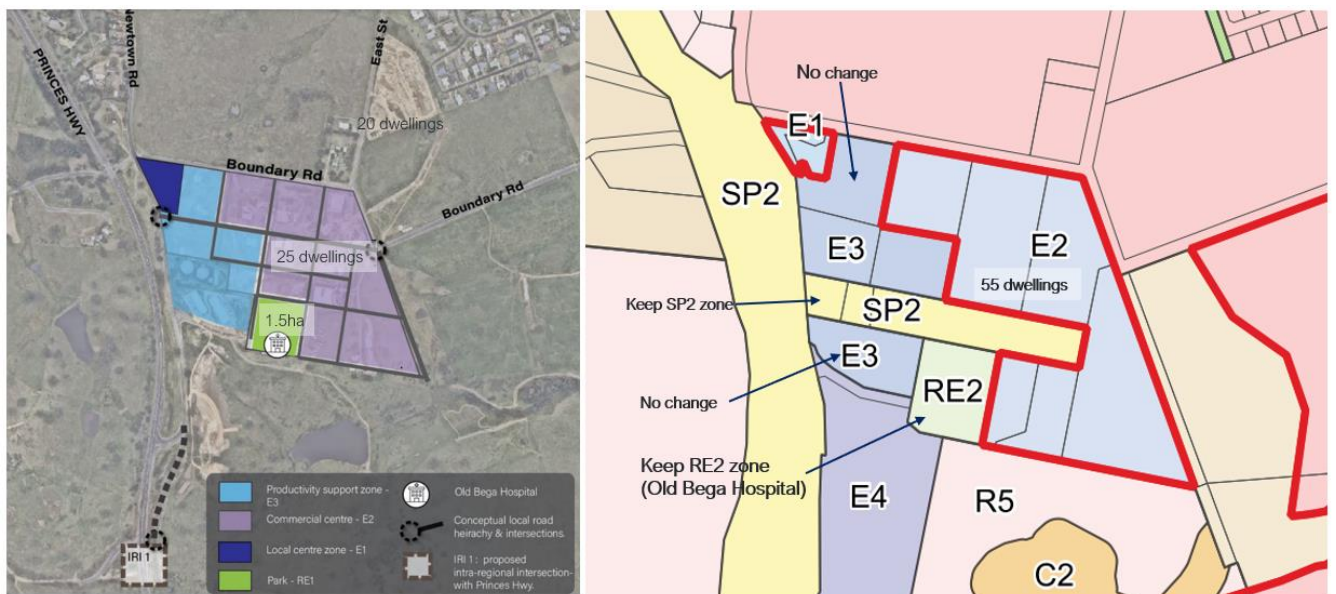 Newtown Rd
PRINCES HWY
East St
20 dwellings
Boundary Rd
Boundary Rd
25 dwellings
1.5ha
IRI 1
Productivity support zone -
E3
Commercial centre - E2
Local centre zone - E1
Park - RE1
Old Bega Hospital
Conceptual local road
heirachy & intersections.
IRI 1: proposed
intra-regional intersection-
with Princes Hwy.
No change
E1
SP2
E3
E2
55 dwellings
Keep SP2 zone
SP2
E3
No change
RE2
Keep RE2 zone
(Old Bega Hospital)
E4
R5
C2